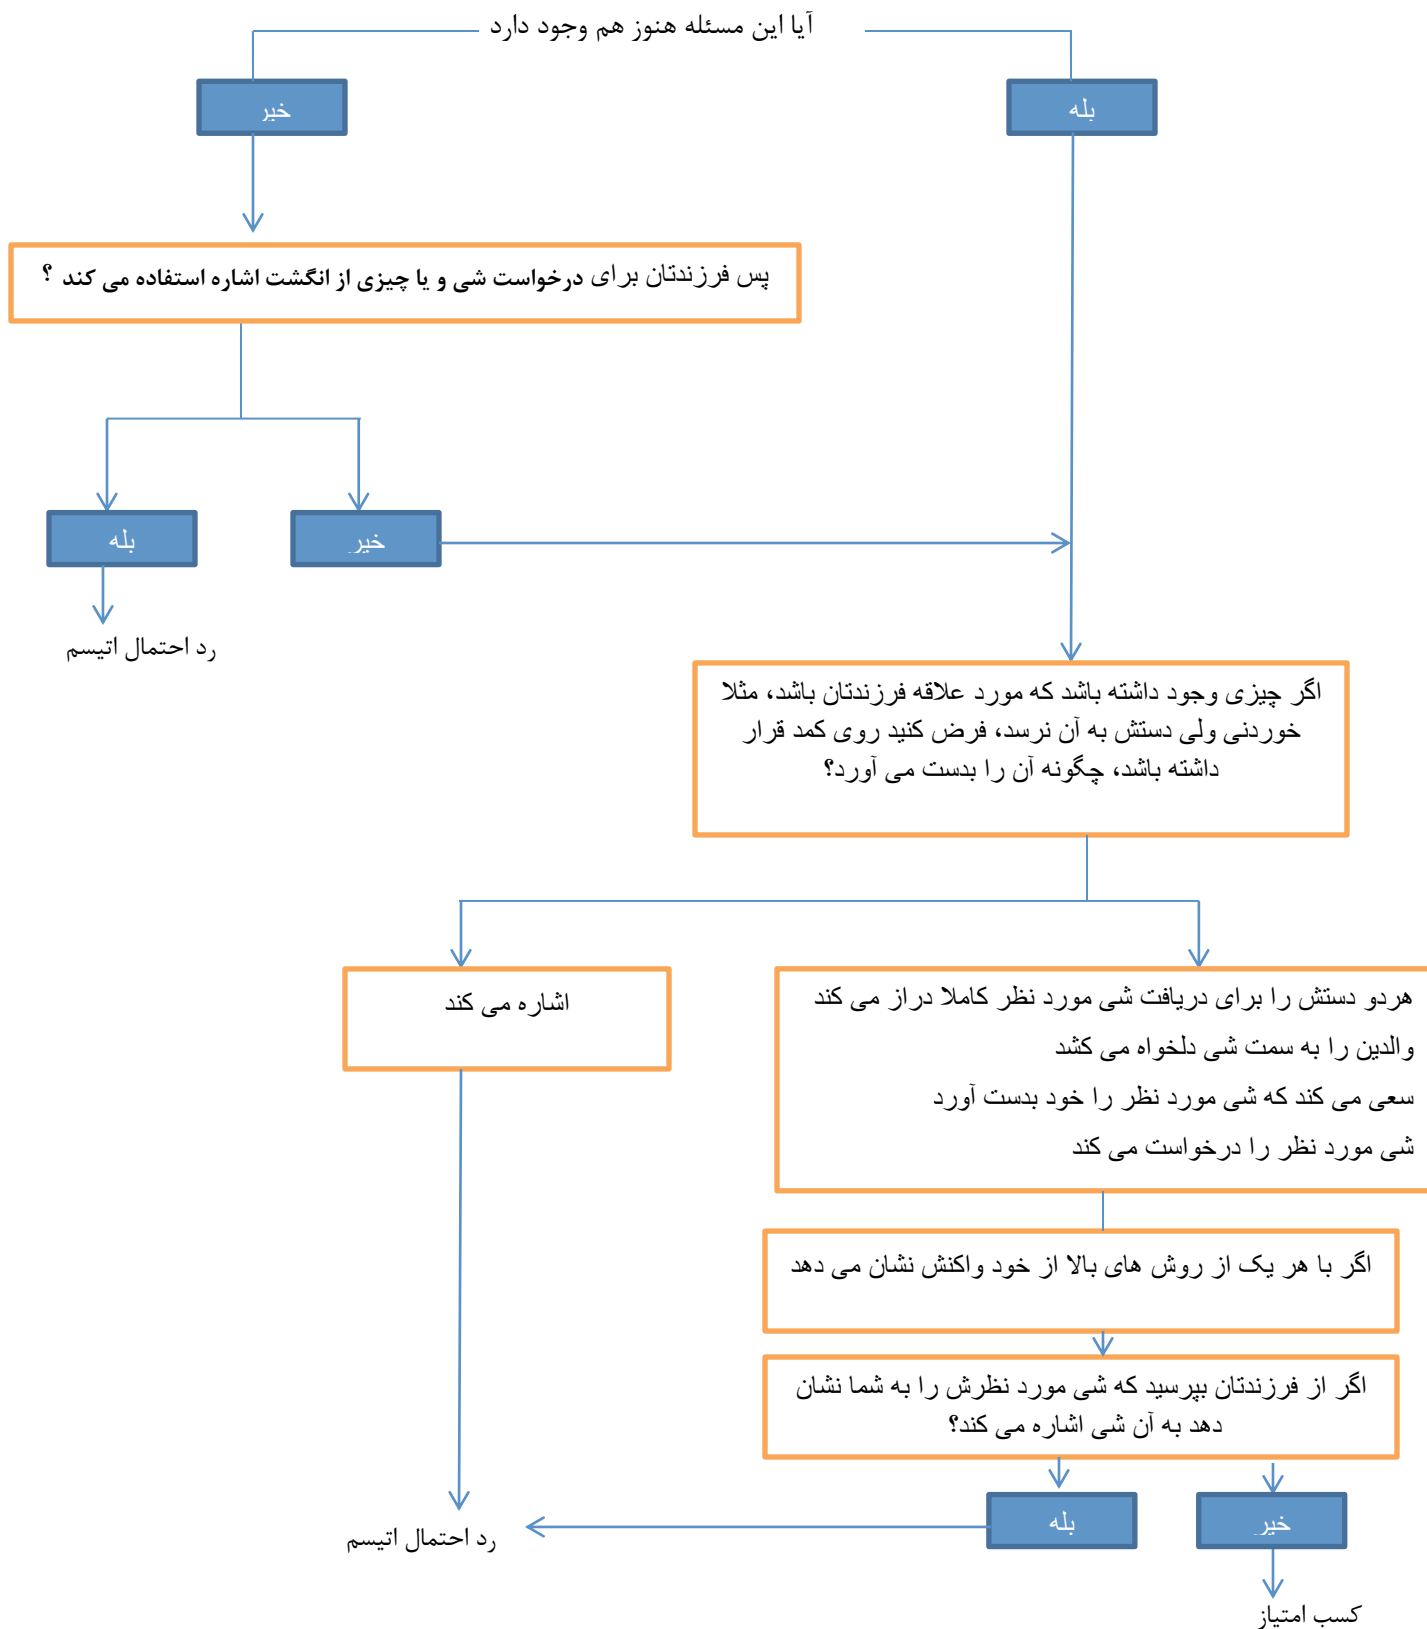 آیا این مسئله هنوز هم وجود دارد
بله
خیر
پس فرزندتان برای درخواست شی و یا چیزی از انگشت اشاره استفاده می کند ؟
خیر
بله
رد احتمال اتیسم
اگر چیزی وجود داشته باشد که مورد علاقه فرزندتان باشد، مثلا
خوردنی ولی دستش به آن نرسد، فرض کنید روی کمد قرار
داشته باشد، چگونه آن را بدست می آورد؟
هردو دستش را برای دریافت شی مورد نظر کاملا دراز می کند
والدین را به سمت شی دلخواه می کشد
سعی می کند که شی مورد نظر را خود بدست آورد
شی مورد نظر را درخواست می کند
اشاره می کند
اگر با هر یک از روش های بالا از خود واکنش نشان می دهد
اگر از فرزندتان بپرسید که شی مورد نظرش را به شما نشان
دهد به آن شی اشاره می کند؟
خیر
بله
رد احتمال اتیسم
کسب امتیاز